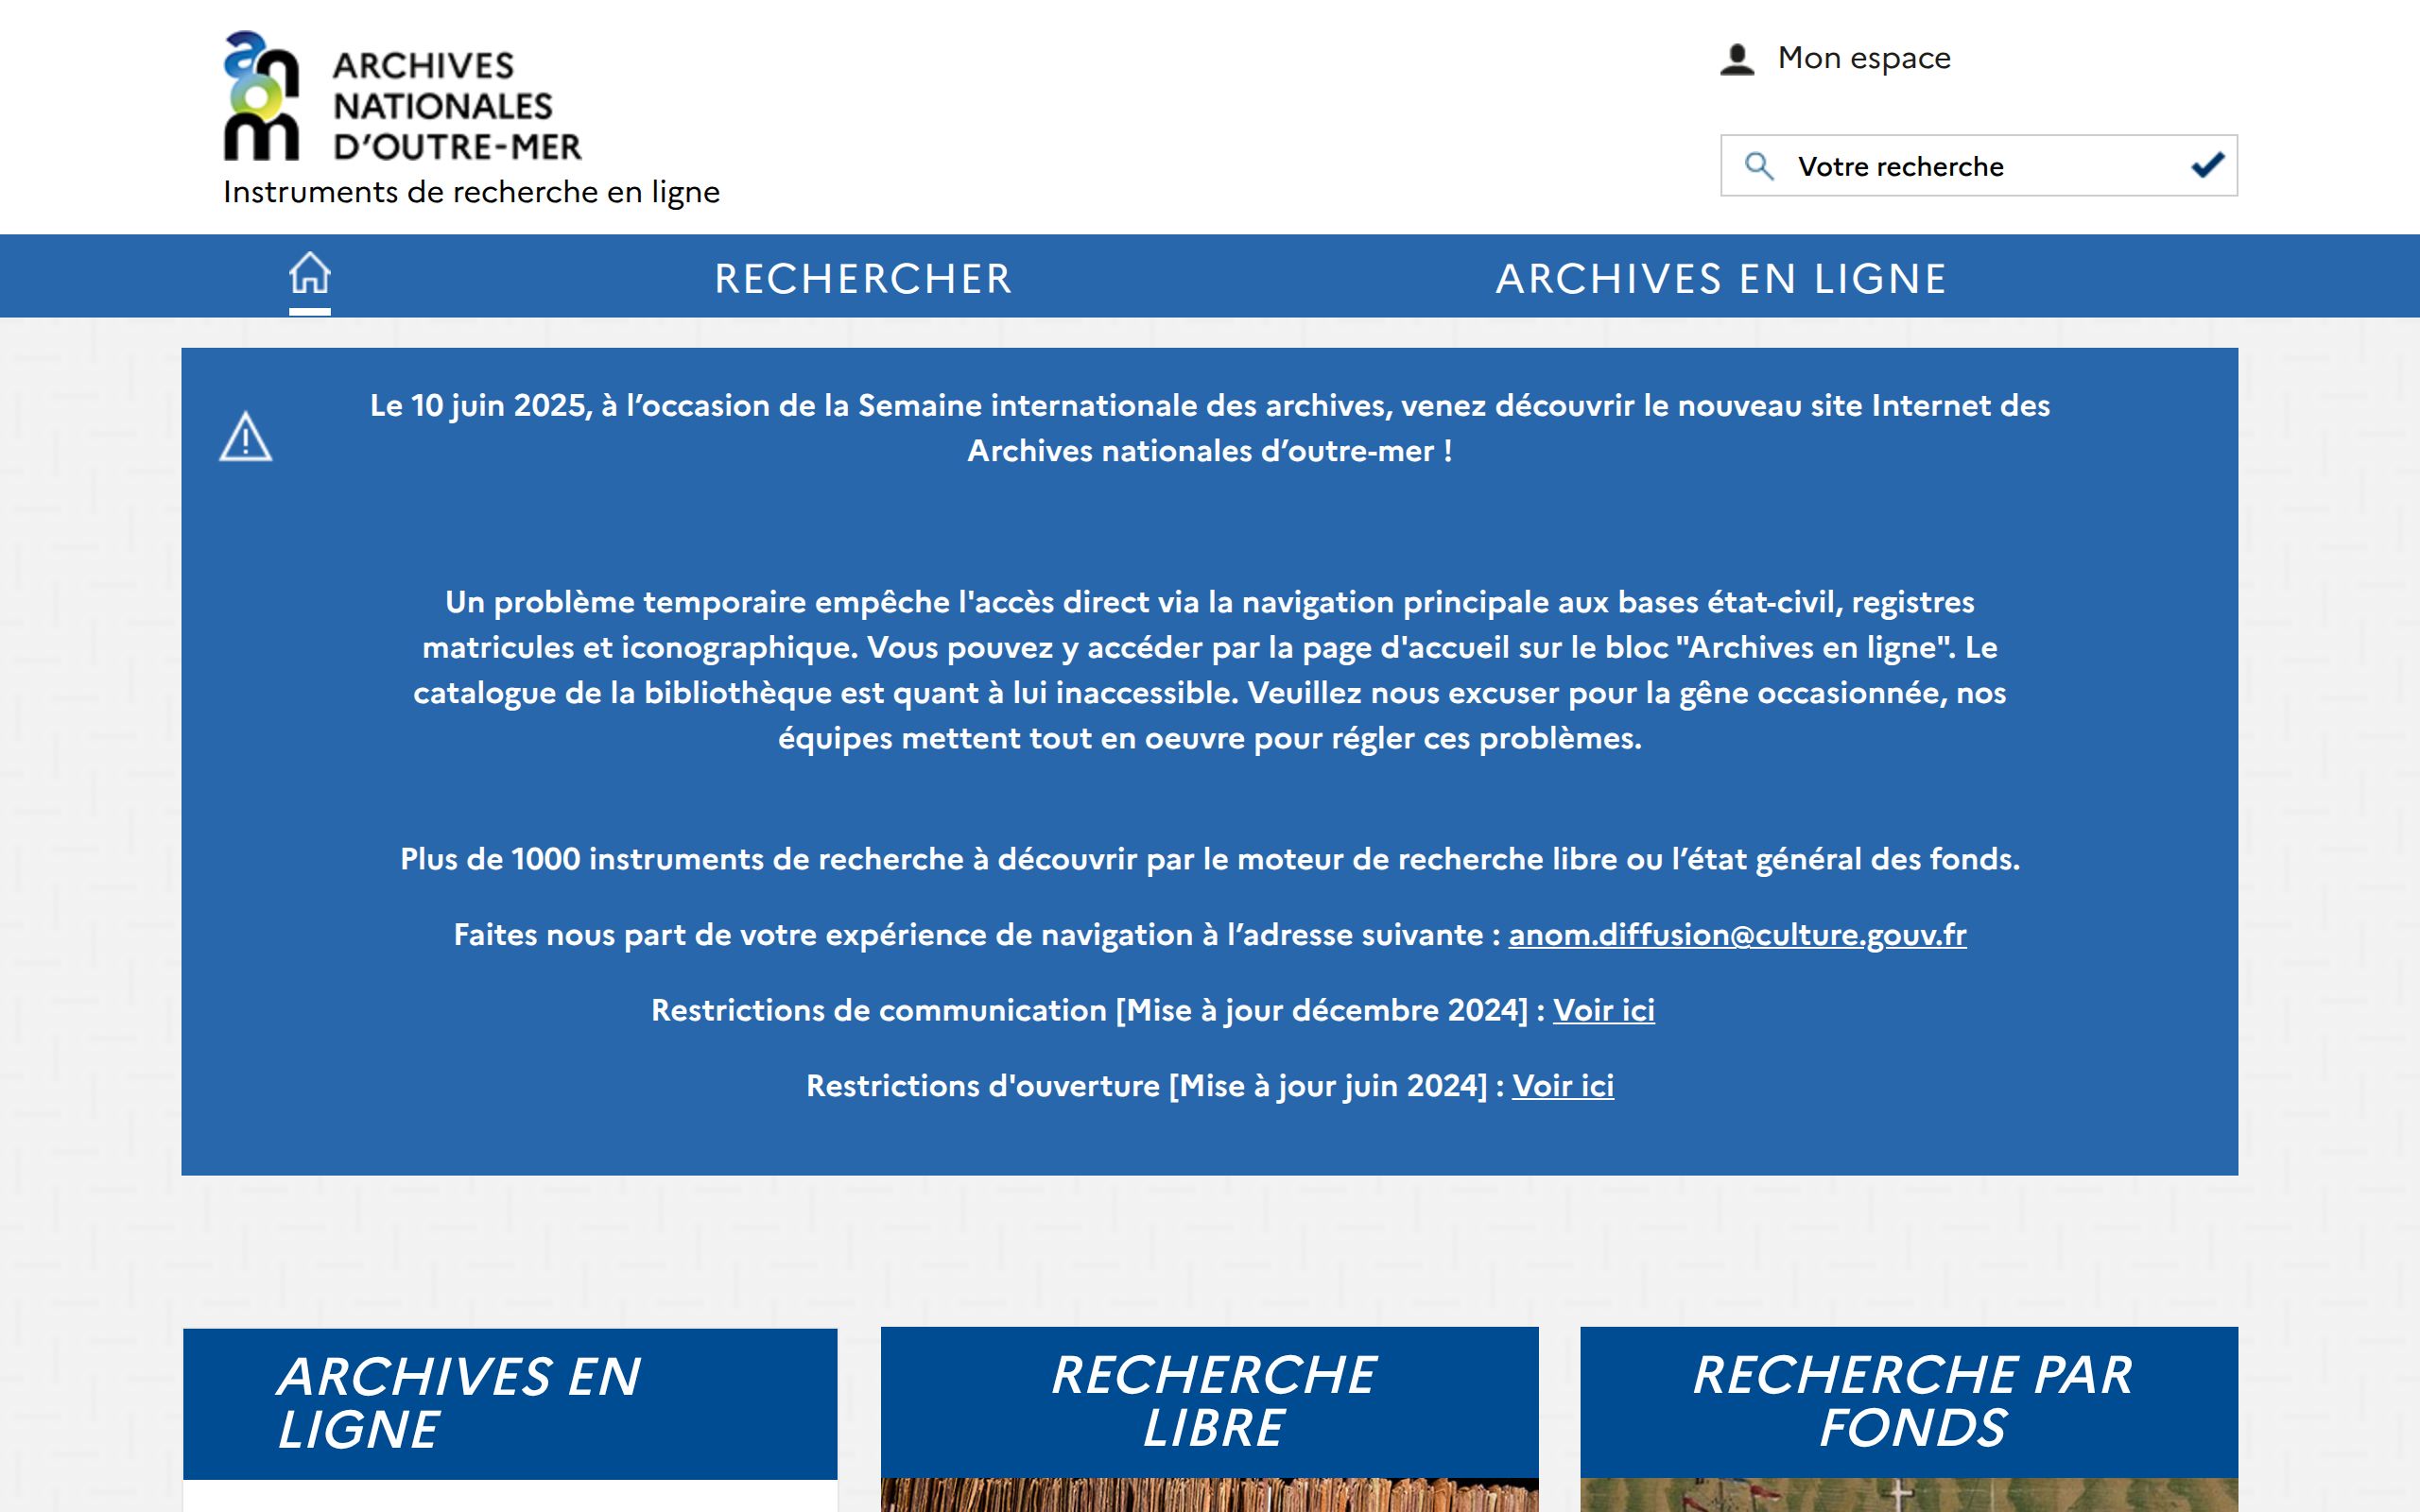 anom
ARCHIVES
NATIONALES
D’OUTRE-MER
Instruments de recherche en ligne
Mon espace
Votre recherche
RECHERCHER
ARCHIVES EN LIGNE
Le 10 juin 2025, à l’occasion de la Semaine internationale des archives, venez découvrir le nouveau site Internet des
Archives nationales d’outre-mer !
Un problème temporaire empêche l'accès direct via la navigation principale aux bases état-civil, registres
matricules et iconographique. Vous pouvez y accéder par la page d'accueil sur le bloc "Archives en ligne". Le
catalogue de la bibliothèque est quant à lui inaccessible. Veuillez nous excuser pour la gêne occasionnée, nos
équipes mettent tout en oeuvre pour régler ces problèmes.
Plus de 1000 instruments de recherche à découvrir par le moteur de recherche libre ou l’état général des fonds.
Faites nous part de votre expérience de navigation à l’adresse suivante : anom.diffusion@culture.gouv.fr
Restrictions de communication [Mise à jour décembre 2024] : Voir ici
Restrictions d'ouverture [Mise à jour juin 2024] : Voir ici
ARCHIVES EN
LIGNE
RECHERCHE
LIBRE
RECHERCHE PAR
FONDS